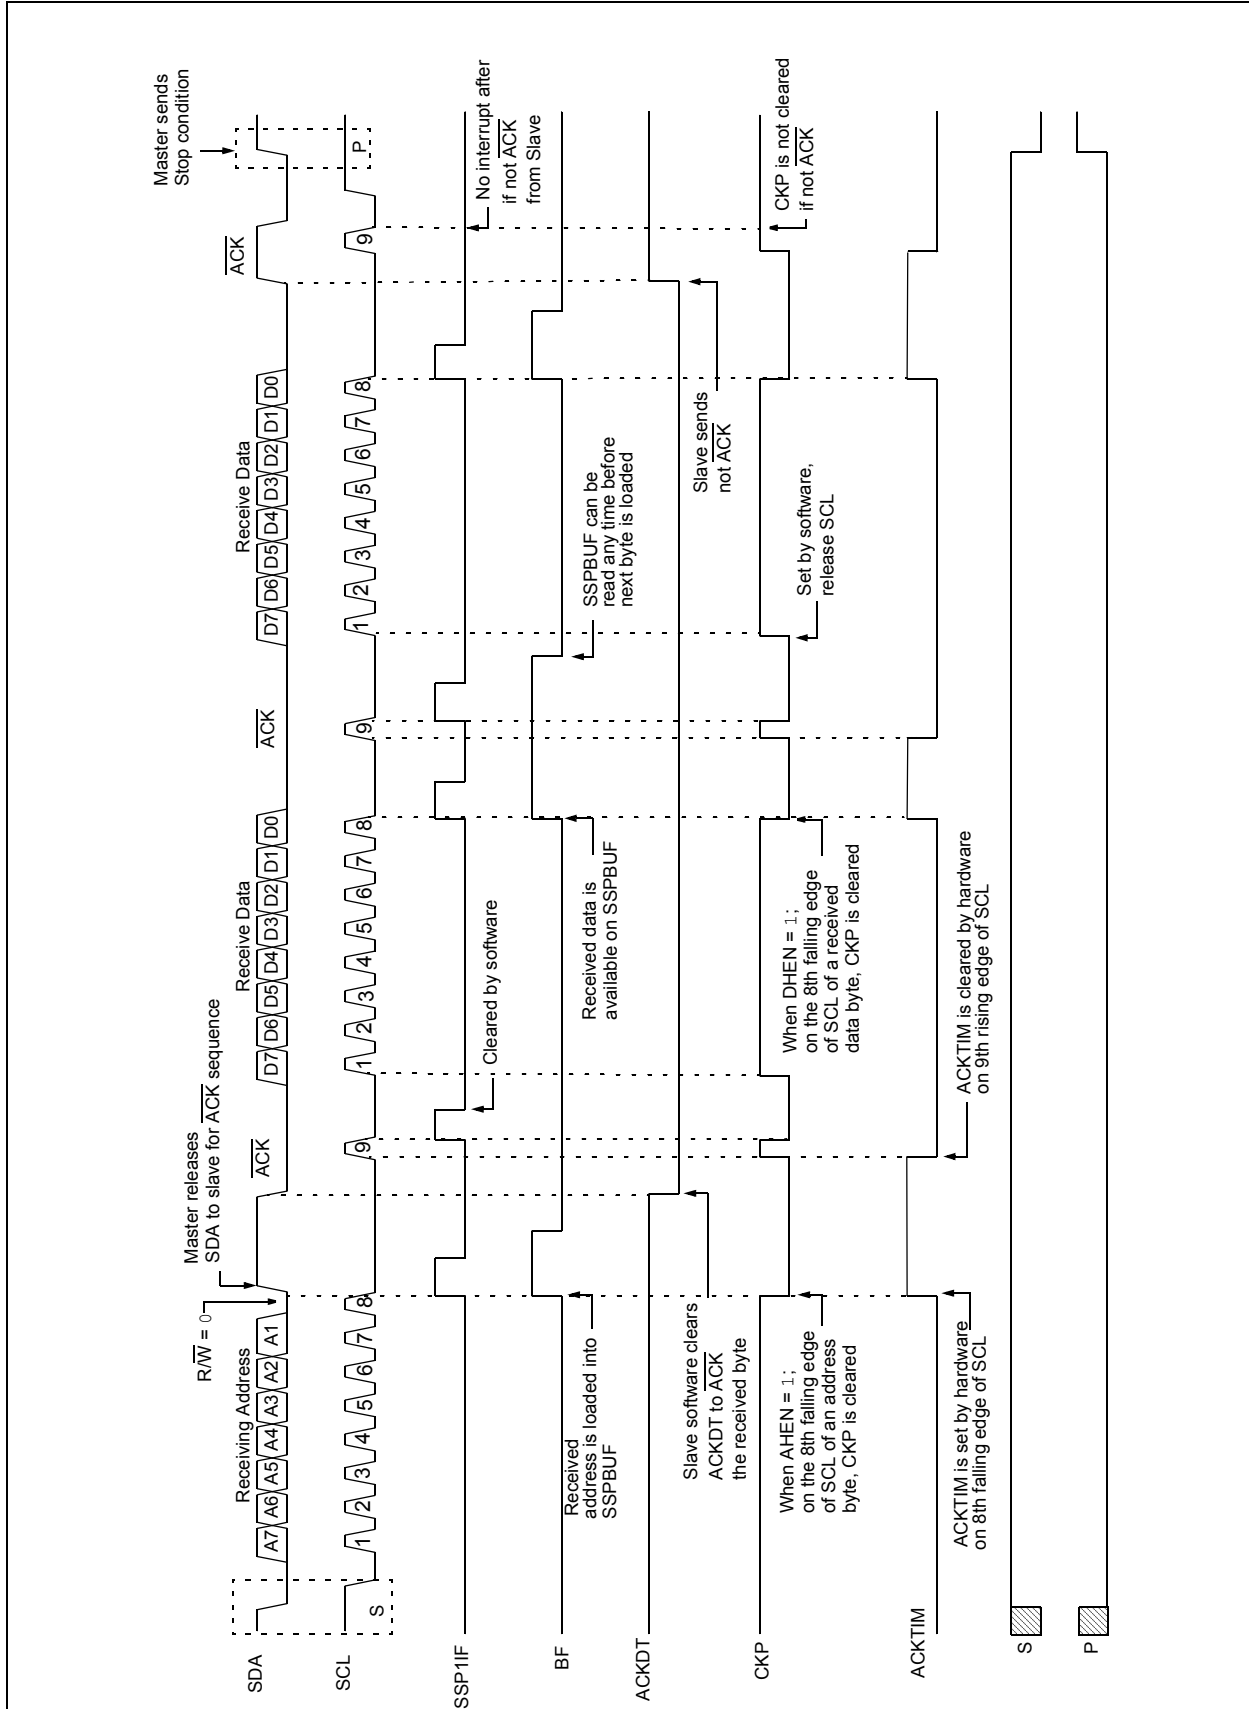 Master sends
Stop condition
Master releases
SDA to slave for ACK sequence
R/W = 0
Receiving Address
ACK
Receive Data
ACK
Receive Data
ACK
SDA
A7 A6 A5 A4 A3 A2 A1
D7 D6 D5 D4 D3 D2 D1 D0
D7 D6 D5 D4 D3 D2 D1 D0
SCL
S
1 2 3 4 5 6 7 8 9
1 2 3 4 5 6 7 8 9
1 2 3 4 5 6 7 8 9
P
SSP1IF
Cleared by software
No interrupt after
if not ACK
from Slave
BF
Received
address is loaded into
SSPBUF
Received data is
available on SSPBUF
SSPBUF can be
read any time before
next byte is loaded
ACKDT
Slave software clears
ACKDT to ACK
the received byte
Slave sends
not ACK
CKP
When AHEN = 1;
on the 8th falling edge
of SCL of an address
byte, CKP is cleared
When DHEN = 1;
on the 8th falling edge
of SCL of a received
data byte, CKP is cleared
Set by software,
release SCL
CKP is not cleared
if not ACK
ACKTIM
ACKTIM is set by hardware
on 8th falling edge of SCL
ACKTIM is cleared by hardware
on 9th rising edge of SCL
S
P